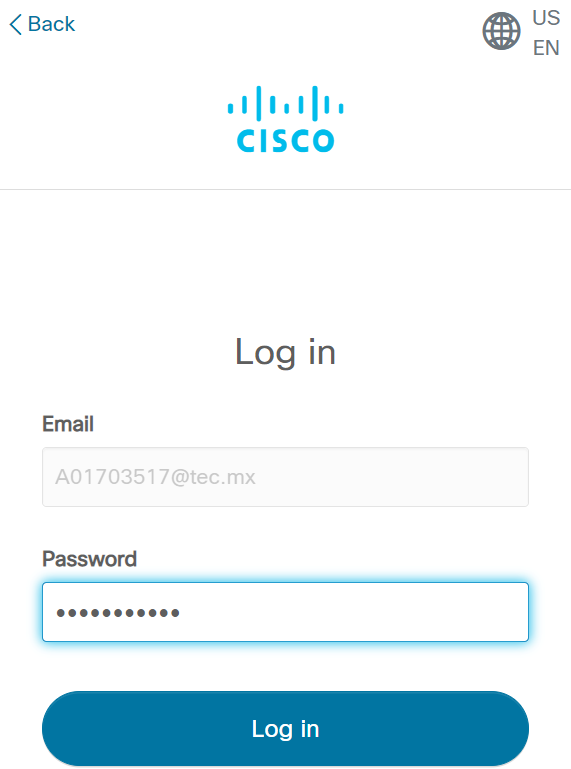 Back
US
EN
CISCO
Log in
Email
A01703517@tec.mx
Password
•••••••••••
Log in